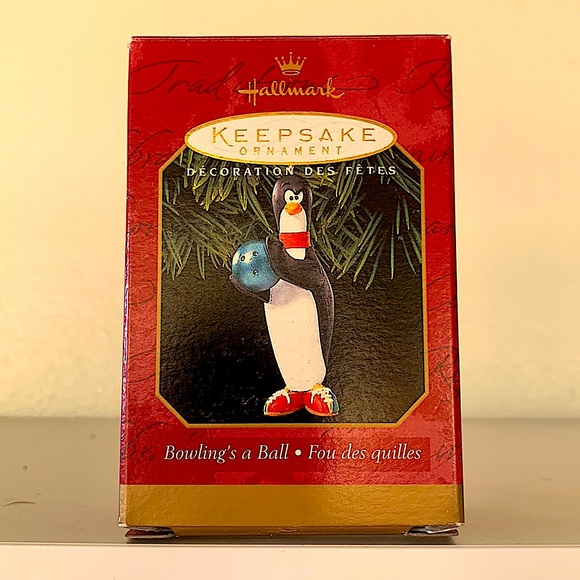 Hallmark
KEEPSAKE
ORNAMENT
DÉCORATION DES FÊTES
Bowling's a Ball • Fou des quilles